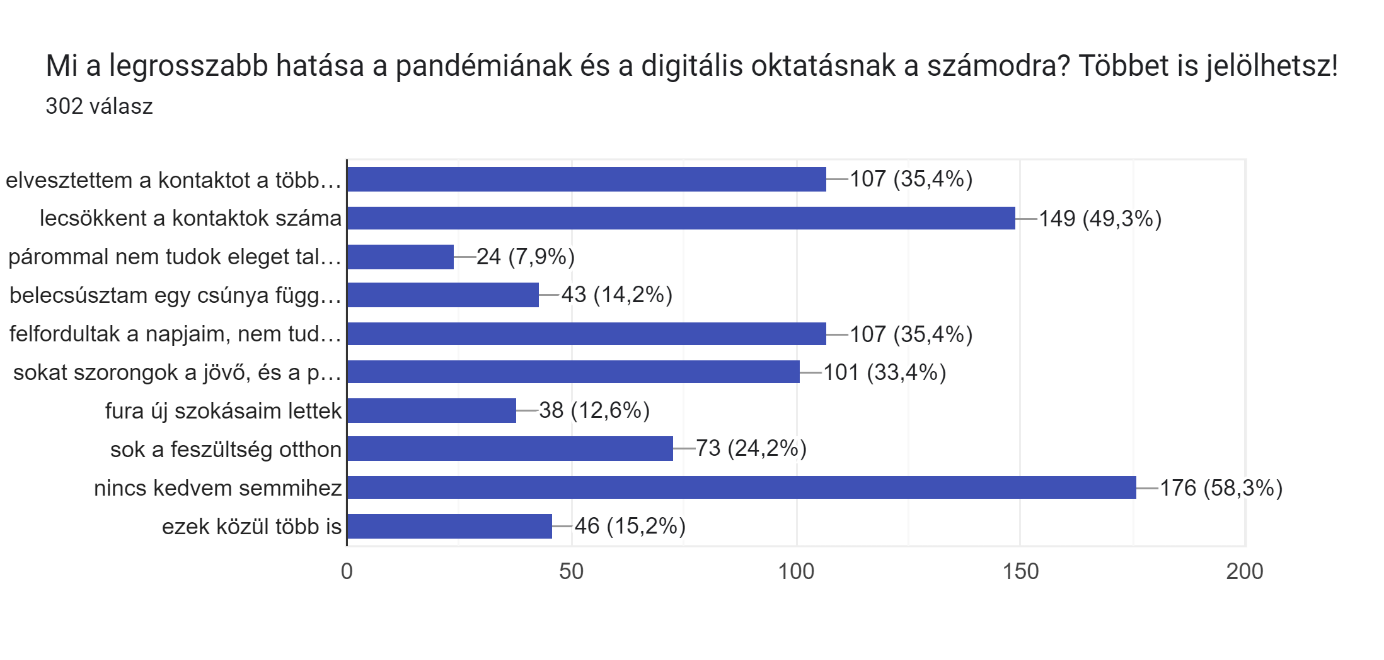 Mi a legrosszabb hatása a pandémiának és a digitális oktatásnak a számodra? Többet is jelölhetsz!
302 válasz
elvesztettem a kontaktot a több… 107 (35,4%)
lecsökkent a kontaktok száma 149 (49,3%)
párommal nem tudok eleget tal… 24 (7,9%)
belecsúsztam egy csúnya függ… 43 (14,2%)
felfordultak a napjaim, nem tud… 107 (35,4%)
sokat szorongok a jövő, és a p… 101 (33,4%)
fura új szokásaim lettek 38 (12,6%)
sok a feszültség otthon 73 (24,2%)
nincs kedvem semmihez 176 (58,3%)
ezek közül több is 46 (15,2%)
0 50 100 150 200